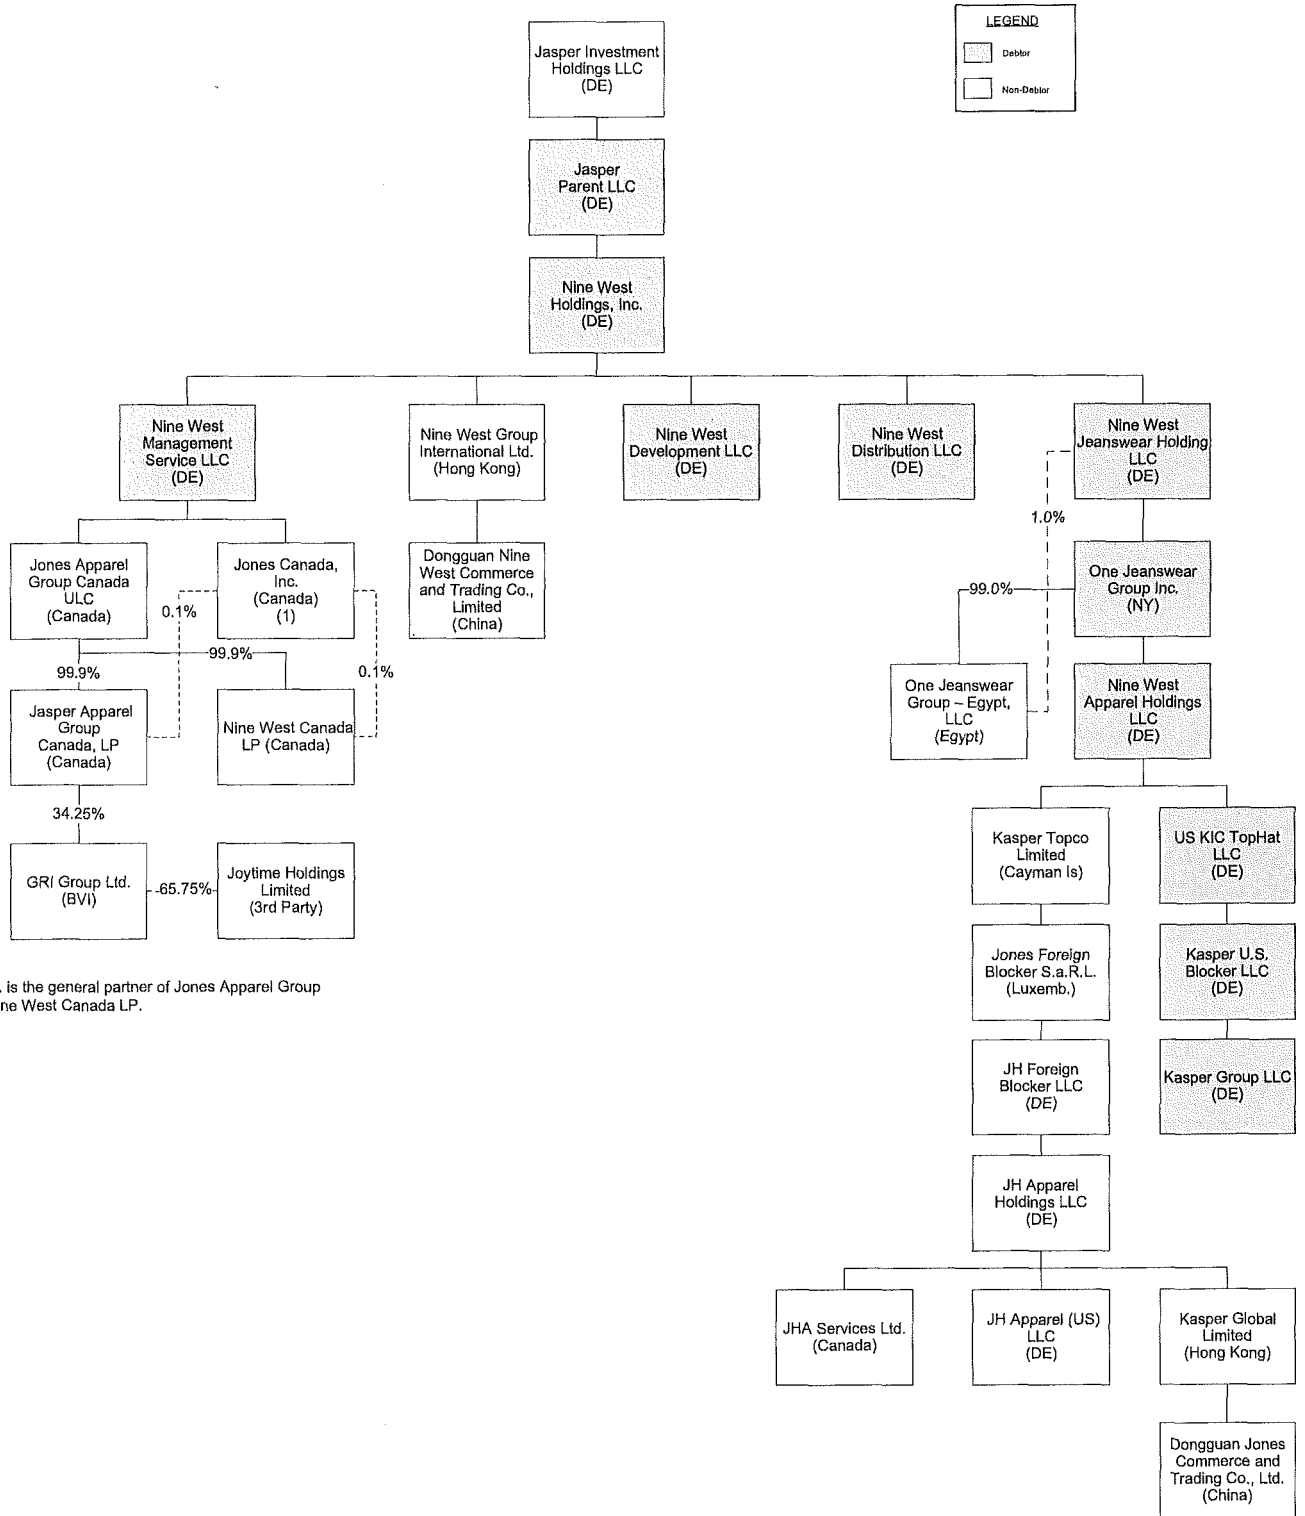 LEGEND
Debtor
Non-Debtor
Jasper Investment
Holdings LLC
(DE)
Jasper
Parent LLC
(DE)
Nine West
Holdings, Inc.
(DE)
Nine West
Management
Service LLC
(DE)
Nine West Group
International Ltd.
(Hong Kong)
Nine West
Development LLC
(DE)
Nine West
Distribution LLC
(DE)
Nine West
Jeanswear Holding
LLC
(DE)
1.0%
Jones Apparel
Group Canada
ULC
(Canada)
0.1%
Jones Canada,
Inc.
(Canada)
(1)
Dongguan Nine
West Commerce
and Trading Co.,
Limited
(China)
99.0%
One Jeanswear
Group Inc.
(NY)
99.9%
99.9%
0.1%
Jasper Apparel
Group
Canada, LP
(Canada)
Nine West Canada
LP (Canada)
One Jeanswear
Group – Egypt,
LLC
(Egypt)
Nine West
Apparel Holdings
LLC
(DE)
34.25%
GRI Group Ltd.
(BVI)
65.75%
Joytime Holdings
Limited
(3rd Party)
Kasper Topco
Limited
(Cayman Is)
US KIC TopHat
LLC
(DE)
. is the general partner of Jones Apparel Group
ne West Canada LP.
Jones Foreign
Blocker S.a.R.L.
(Luxemb.)
Kasper U.S.
Blocker LLC
(DE)
JH Foreign
Blocker LLC
(DE)
Kasper Group LLC
(DE)
JH Apparel
Holdings LLC
(DE)
JHA Services Ltd.
(Canada)
JH Apparel (US)
LLC
(DE)
Kasper Global
Limited
(Hong Kong)
Dongguan Jones
Commerce and
Trading Co., Ltd.
(China)